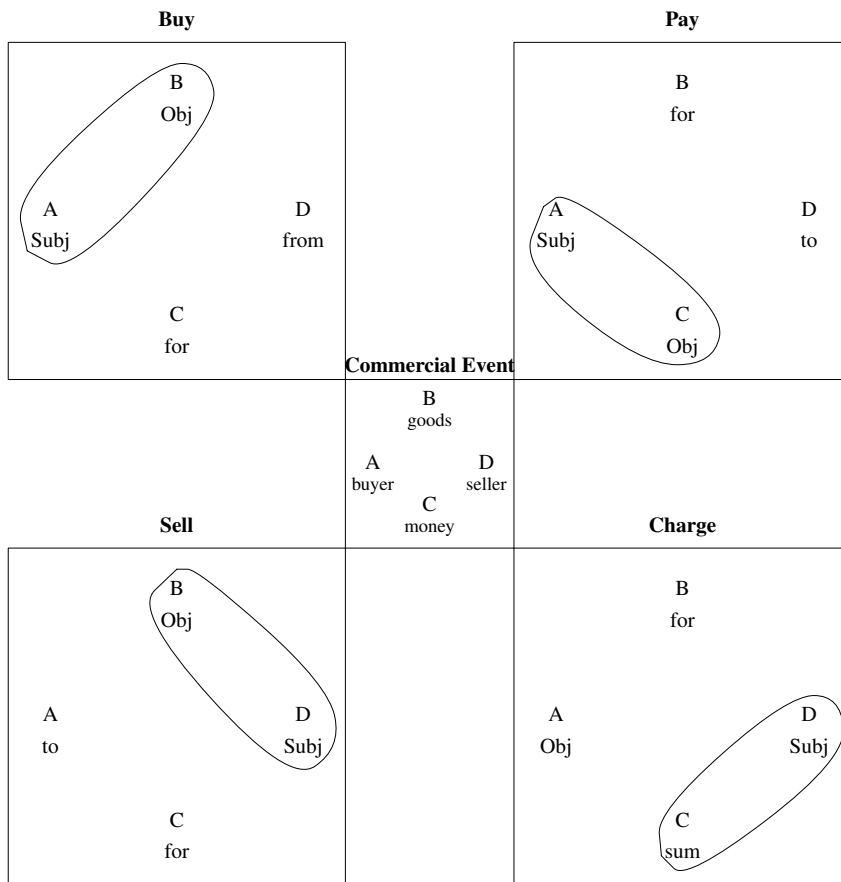 Buy
Pay
B
Obj
A
Subj
D
from
C
for
B
for
A
Subj
D
to
C
Obj
Commercial Event
B
goods
A
buyer
D
seller
C
money
Sell
Charge
B
Obj
A
to
D
Subj
C
for
B
for
A
Obj
D
Subj
C
sum